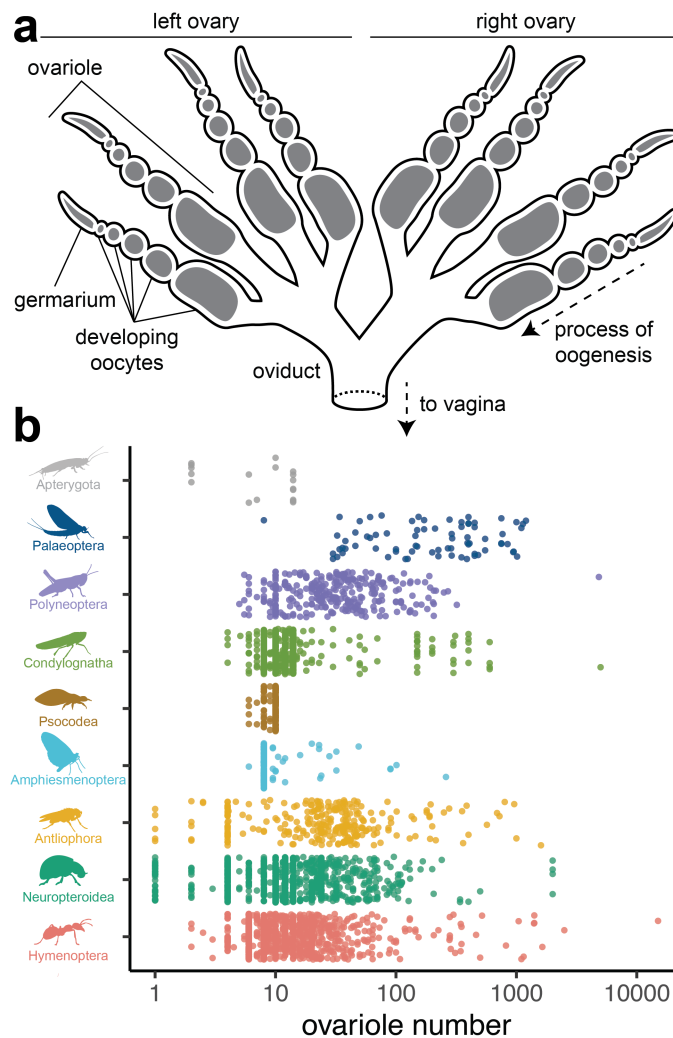 a
left ovary
right ovary
ovariole
germarium
developing
oocytes
oviduct
process of
oogenesis
to vagina
b
Apterygota
Palaeoptera
Polyneoptera
Condylognatha
Psocodea
Amphiesmenoptera
Antliophora
Neuropteroidea
Hymenoptera
1 10 100 1000 10000
ovariole number